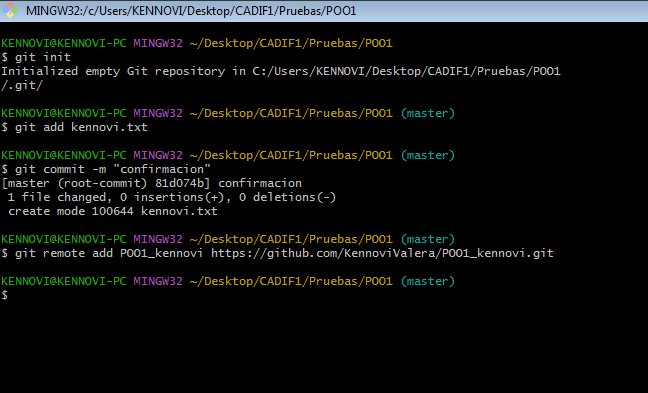 MINGW32:/c/Users/KENNOVI/Desktop/CADIF1/Pruebas/POO1
KENNOVI@KENNOVI-PC MINGW32 ~/Desktop/CADIF1/Pruebas/POO1
$ git init
Initialized empty Git repository in C:/Users/KENNOVI/Desktop/CADIF1/Pruebas/POO1
/.git/
KENNOVI@KENNOVI-PC MINGW32 ~/Desktop/CADIF1/Pruebas/POO1 (master)
$ git add kennovi.txt
KENNOVI@KENNOVI-PC MINGW32 ~/Desktop/CADIF1/Pruebas/POO1 (master)
$ git commit -m "confirmacion"
[master (root-commit) 81d074b] confirmacion
1 file changed, 0 insertions(+), 0 deletions(-)
create mode 100644 kennovi.txt
KENNOVI@KENNOVI-PC MINGW32 ~/Desktop/CADIF1/Pruebas/POO1 (master)
$ git remote add POO1_kennovi https://github.com/KennoviValera/POO1_kennovi.git
KENNOVI@KENNOVI-PC MINGW32 ~/Desktop/CADIF1/Pruebas/POO1 (master)
$